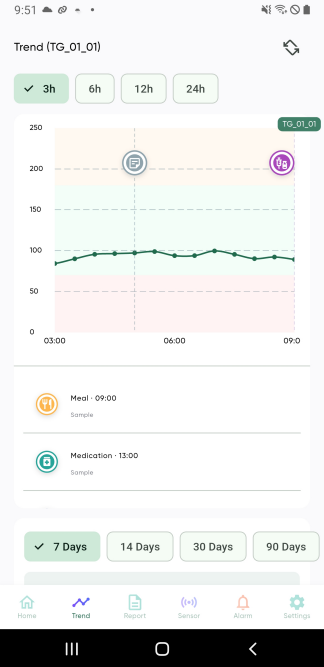 9:51
Trend (TG_01_01)
3h 6h 12h 24h
TG_01_01
250
200
150
100
50
0
03:00 06:00 09:0
Meal · 09:00
Sample
Medication · 13:00
Sample
7 Days 14 Days 30 Days 90 Days
Home Trend Report Sensor Alarm Settings